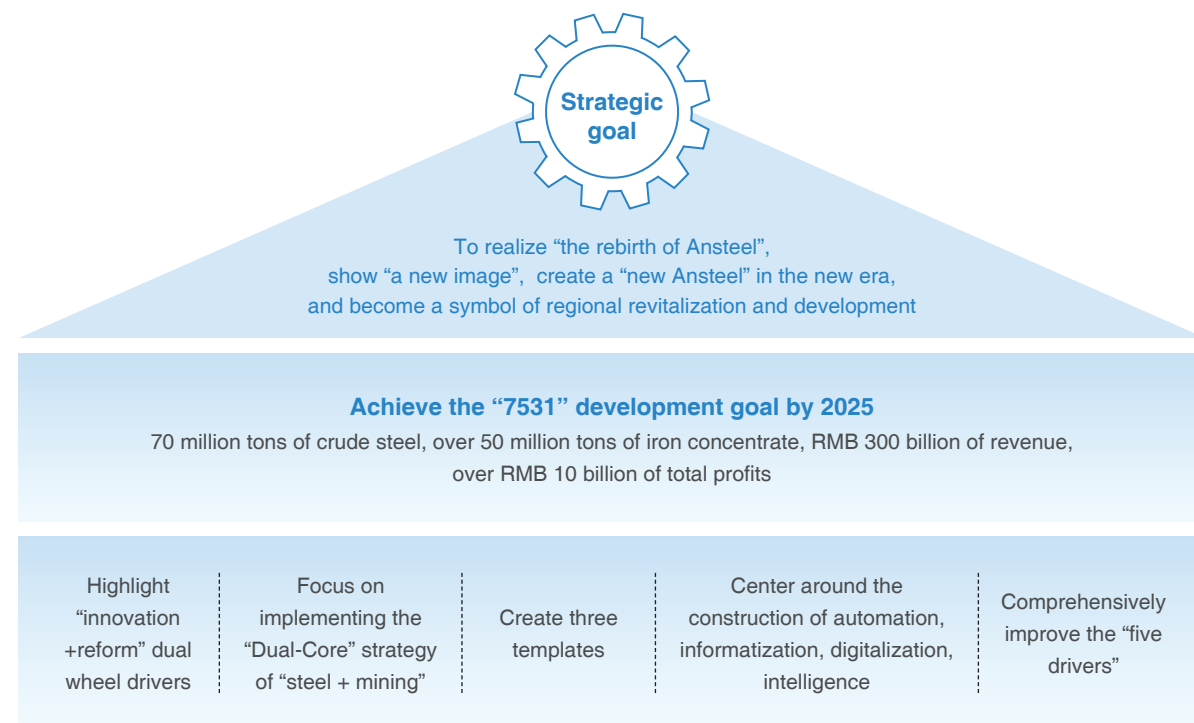 Strategic
goal
To realize “the rebirth of Ansteel”,
show “a new image”, create a “new Ansteel” in the new era,
and become a symbol of regional revitalization and development
Achieve the “7531” development goal by 2025
70 million tons of crude steel, over 50 million tons of iron concentrate, RMB 300 billion of revenue,
over RMB 10 billion of total profits
Highlight
“innovation
+reform” dual
wheel drivers
Focus on
implementing the
“Dual-Core” strategy
of “steel + mining”
Create three
templates
Center around the
construction of automation,
informatization, digitalization,
intelligence
Comprehensively
improve the “five
drivers”